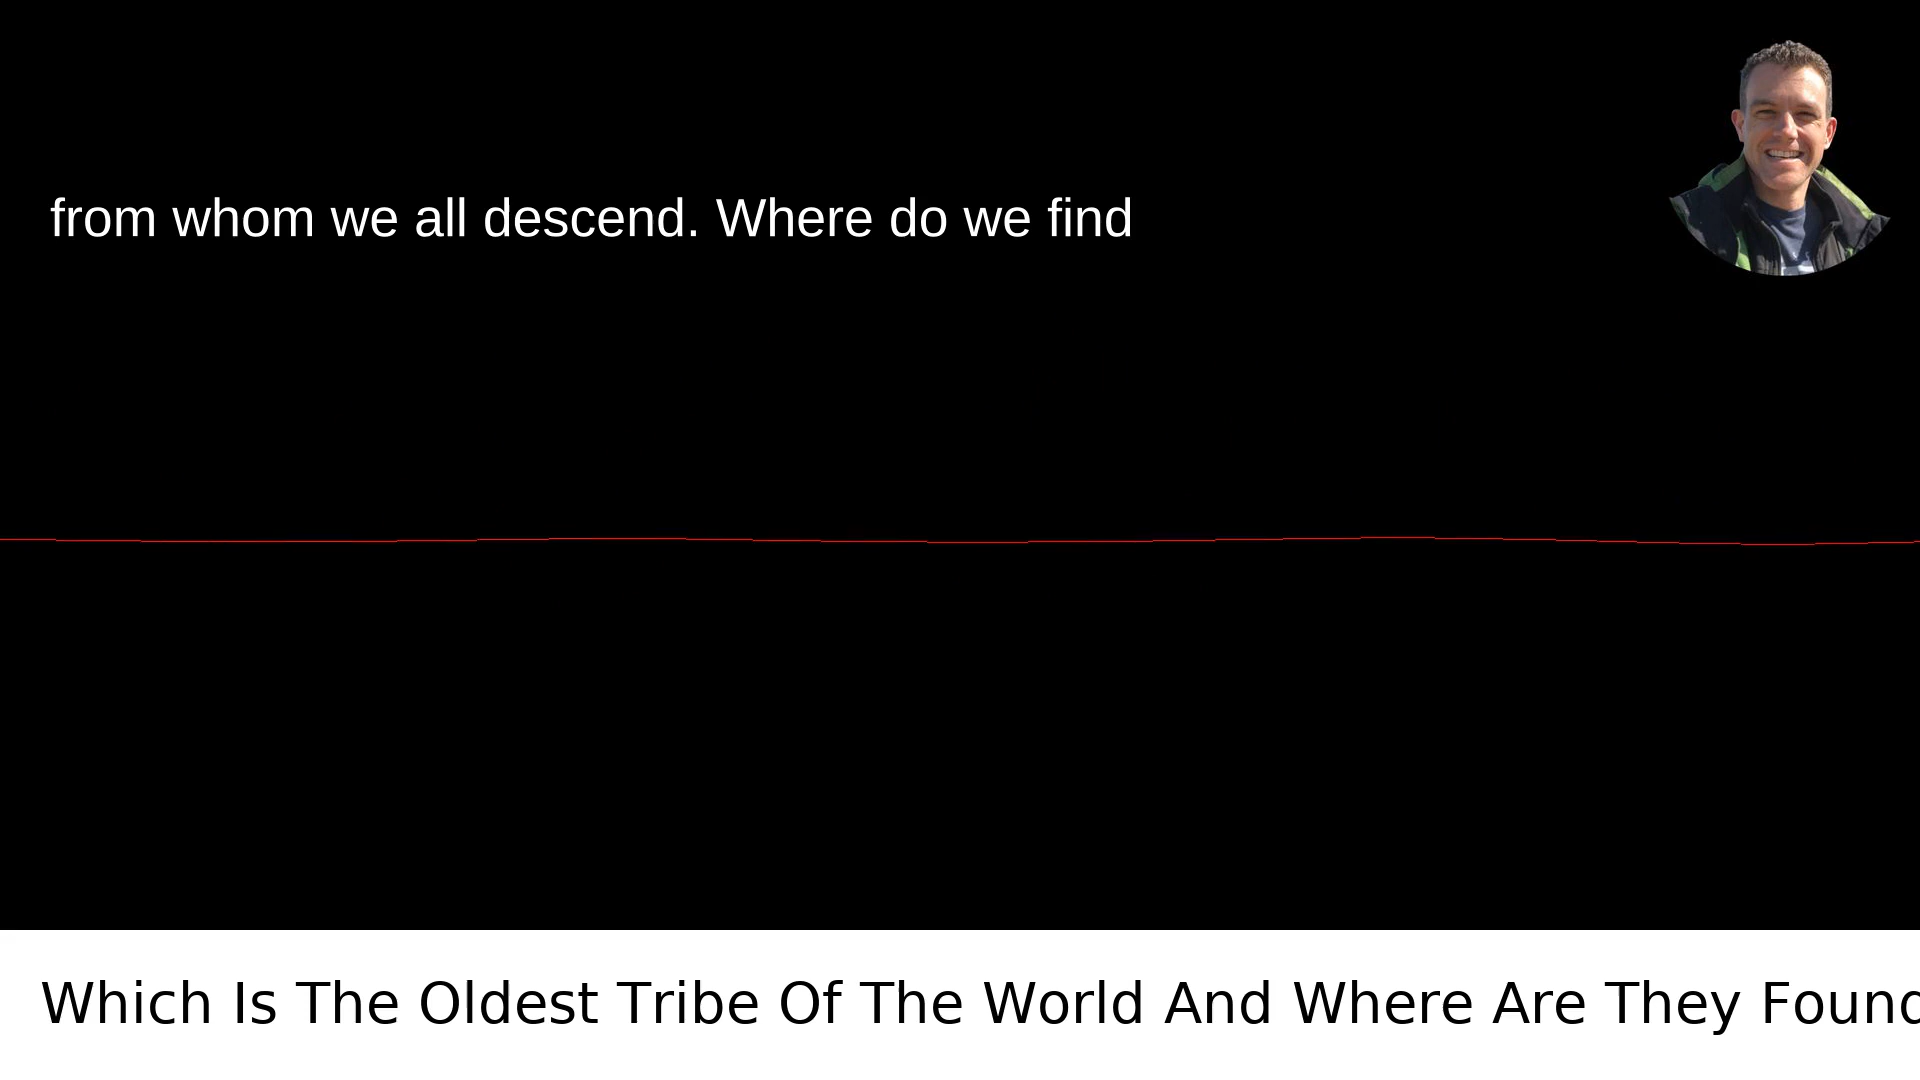 from whom we all descend. Where do we find
Which Is The Oldest Tribe Of The World And Where Are They Found